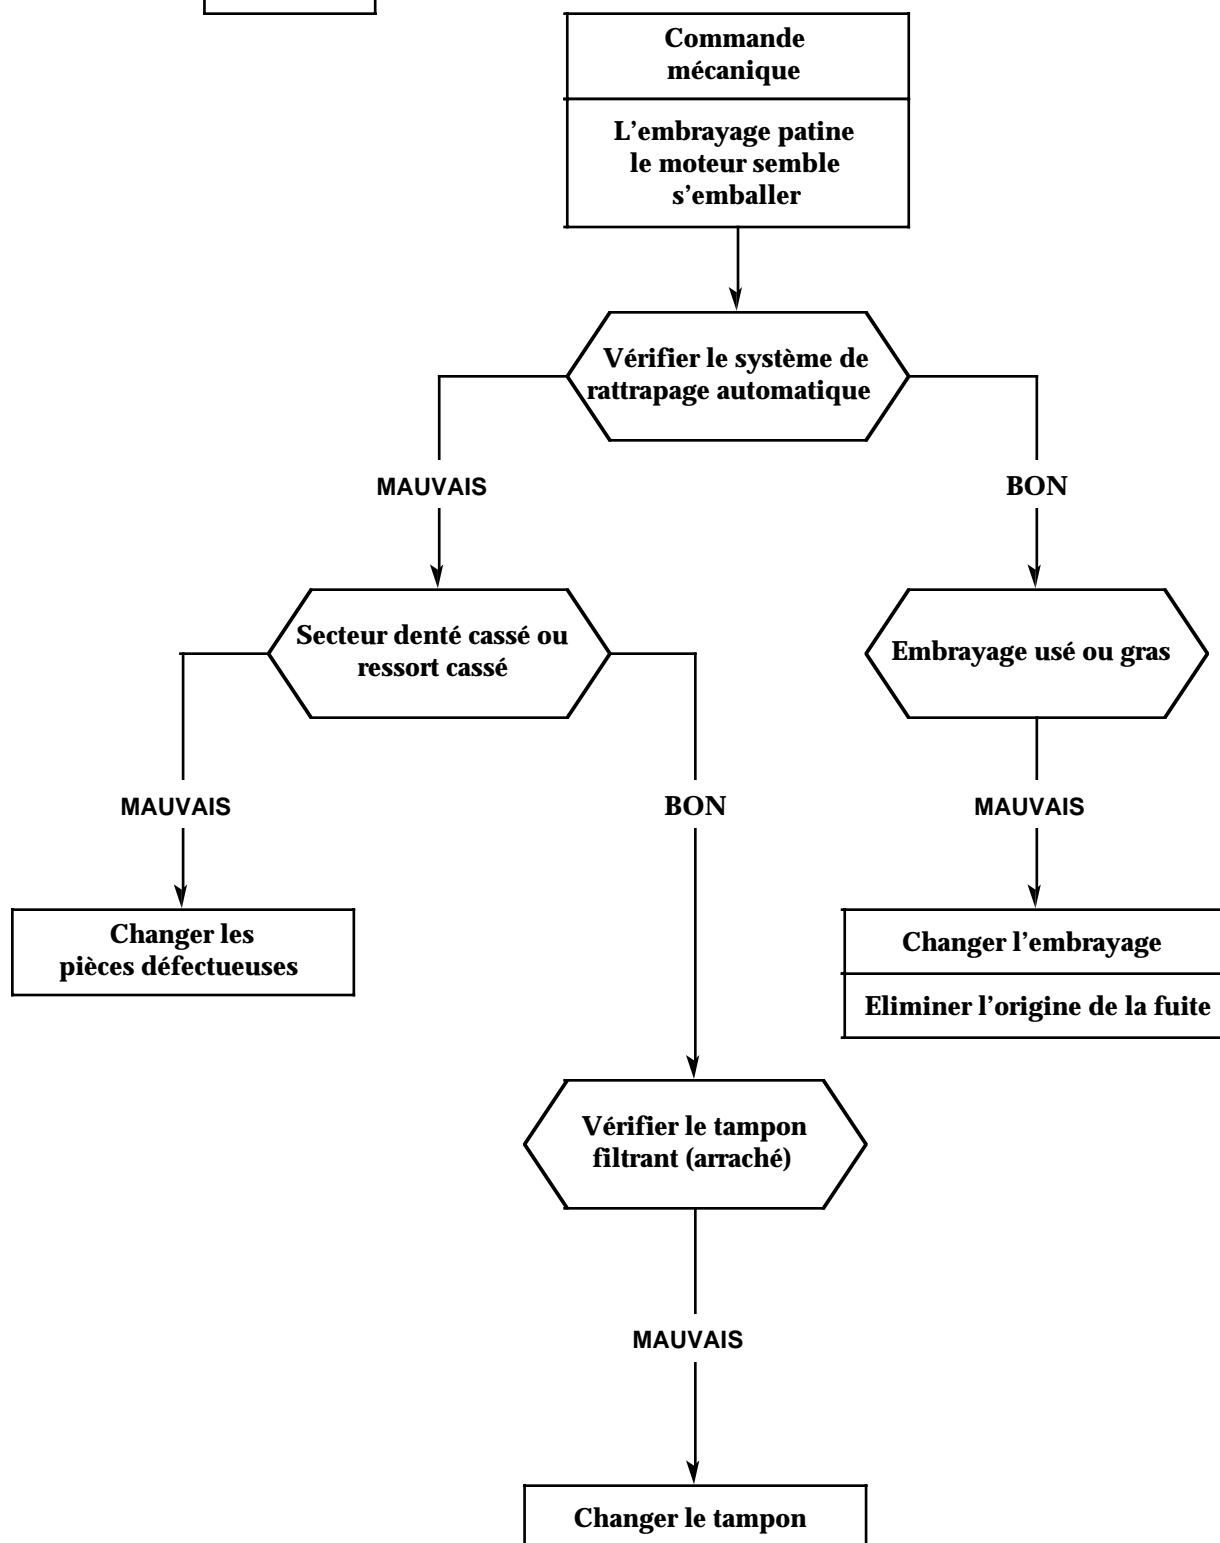 Commande
mécanique
L'embrayage patine
le moteur semble
s'emballer
Vérifier le système de
rattrapage automatique
MAUVAIS
BON
Secteur denté cassé ou
ressort cassé
Embrayage usé ou gras
MAUVAIS
BON
MAUVAIS
Changer les
pièces défectueuses
Changer l'embrayage
Eliminer l'origine de la fuite
Vérifier le tampon
filtrant (arraché)
MAUVAIS
Changer le tampon